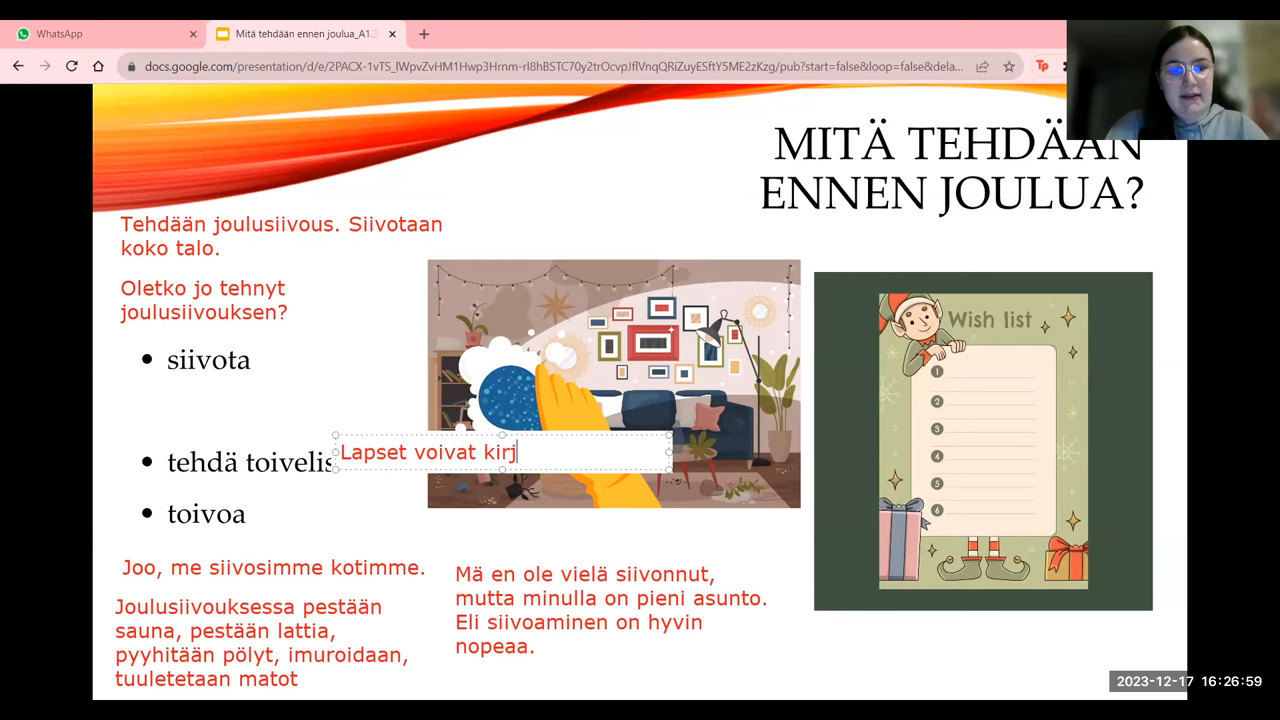 WhatsApp
Mitä tehdään ennen joulua_A1.
docs.google.com/presentation/d/e/2PACX-1vTS_lWpvZvHM1Hwp3Hrnm-rl8hBSTC70y2trOcvpJflVnqQRiZuyESftY5ME2zKzg/pub?start=false&loop=false&dela...
Tp
MITÄ TEHDÄÄN
ENNEN JOULUA?
Tehdään joulusiivous. Siivotaan
koko talo.
Oletko jo tehnyt
joulusiivouksen?
• siivota
Lapset voivat kirj
• tehdä toivelis
• toivoa
Wish list
1
2
3
4
5
6
Joo, me siivosimme kotimme.
Joulusiivouksessa pestään
sauna, pestään lattia,
pyyhitään pölyt, imuroidaan,
tuuletetaan matot
Mä en ole vielä siivonnut,
mutta minulla on pieni asunto.
Eli siivoaminen on hyvin
nopeaa.
2023-12-17 16:26:59